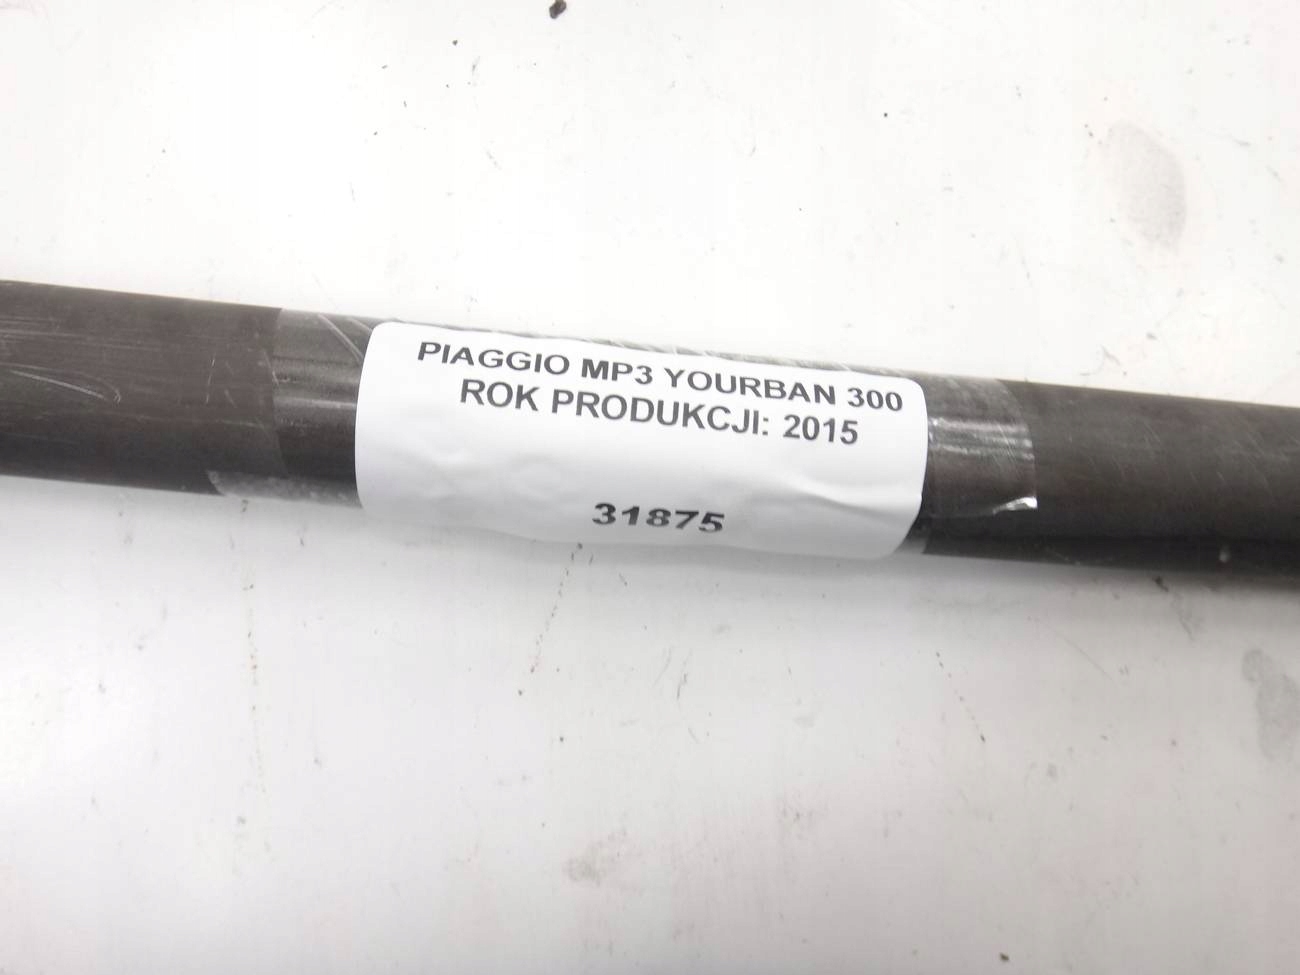 PIAGGIO MP3 YOURBAN 300
ROK PRODUKCJI: 2015
31875